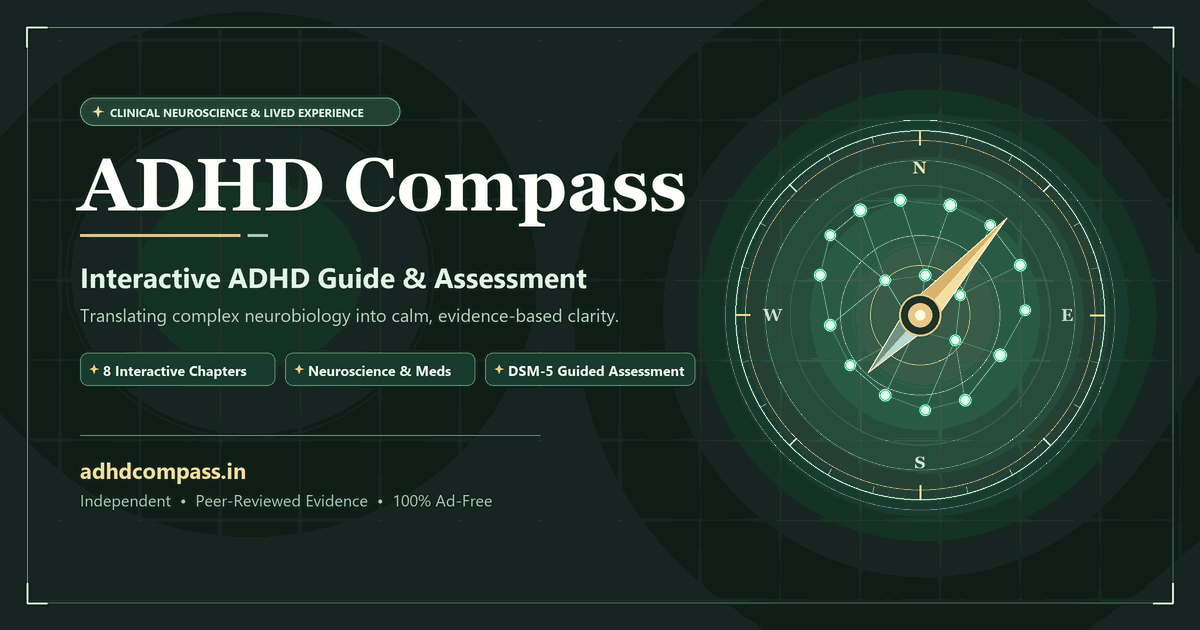 CLINICAL NEUROSCIENCE & LIVED EXPERIENCE
ADHD Compass
Interactive ADHD Guide & Assessment
Translating complex neurobiology into calm, evidence-based clarity.
8 Interactive Chapters
Neuroscience & Meds
DSM-5 Guided Assessment
adhdcompass.in
Independent • Peer-Reviewed Evidence • 100% Ad-Free
N
W
E
S